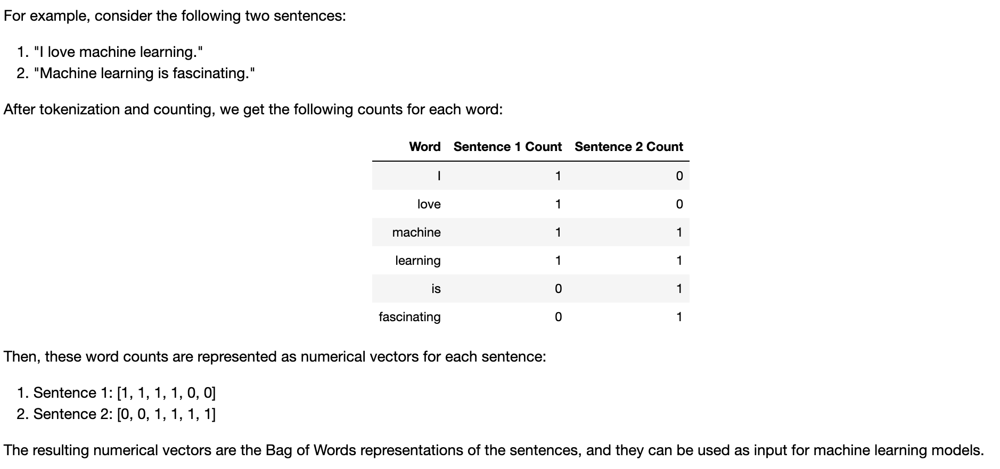 For example, consider the following two sentences:
1. "I love machine learning."
2. "Machine learning is fascinating."
After tokenization and counting, we get the following counts for each word:
Word Sentence 1 Count Sentence 2 Count
I 1 0
love 1 0
machine 1 1
learning 1 1
is 0 1
fascinating 0 1
Then, these word counts are represented as numerical vectors for each sentence:
1. Sentence 1: [1, 1, 1, 1, 0, 0]
2. Sentence 2: [0, 0, 1, 1, 1, 1]
The resulting numerical vectors are the Bag of Words representations of the sentences, and they can be used as input for machine learning models.